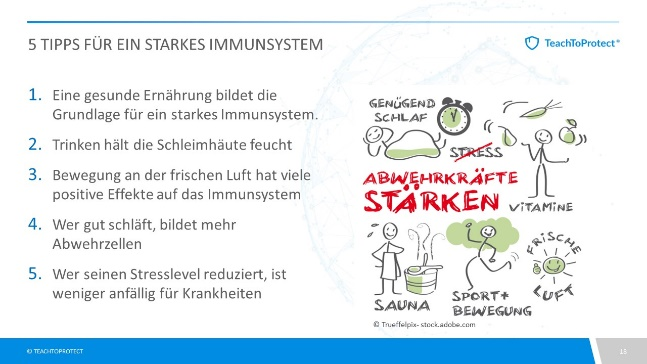 5 TIPPS FÜR EIN STARKES IMMUNSYSTEM
TeachToProtect®
1. Eine gesunde Ernährung bildet die
Grundlage für ein starkes Immunsystem.
2. Trinken hält die Schleimhäute feucht
3. Bewegung an der frischen Luft hat viele
positive Effekte auf das Immunsystem
4. Wer gut schläft, bildet mehr
Abwehrzellen
5. Wer seinen Stresslevel reduziert, ist
weniger anfällig für Krankheiten
GENÜGEND
SCHLAF
STRESS
ABWEHRKRÄFTE
STÄRKEN
VITAMINE
SAUNA
SPORT+
BEWEGUNG
FRISCHE
LUFT
© Trueffelpix- stock.adobe.com
© TEACHTOPROTECT
15